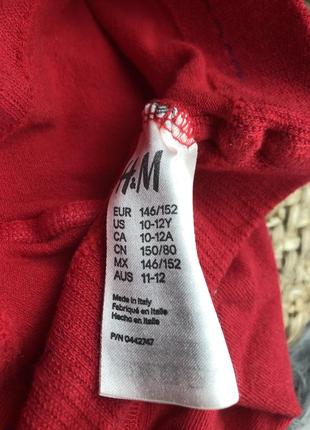 H&M
EUR 146/152
US 10-12Y
CA 10-12A
CN 150/80
MX 146/152
AUS 11-12
Made in Italy
Fabriqué en Italie
Hecho en Italie
P/N 0442747